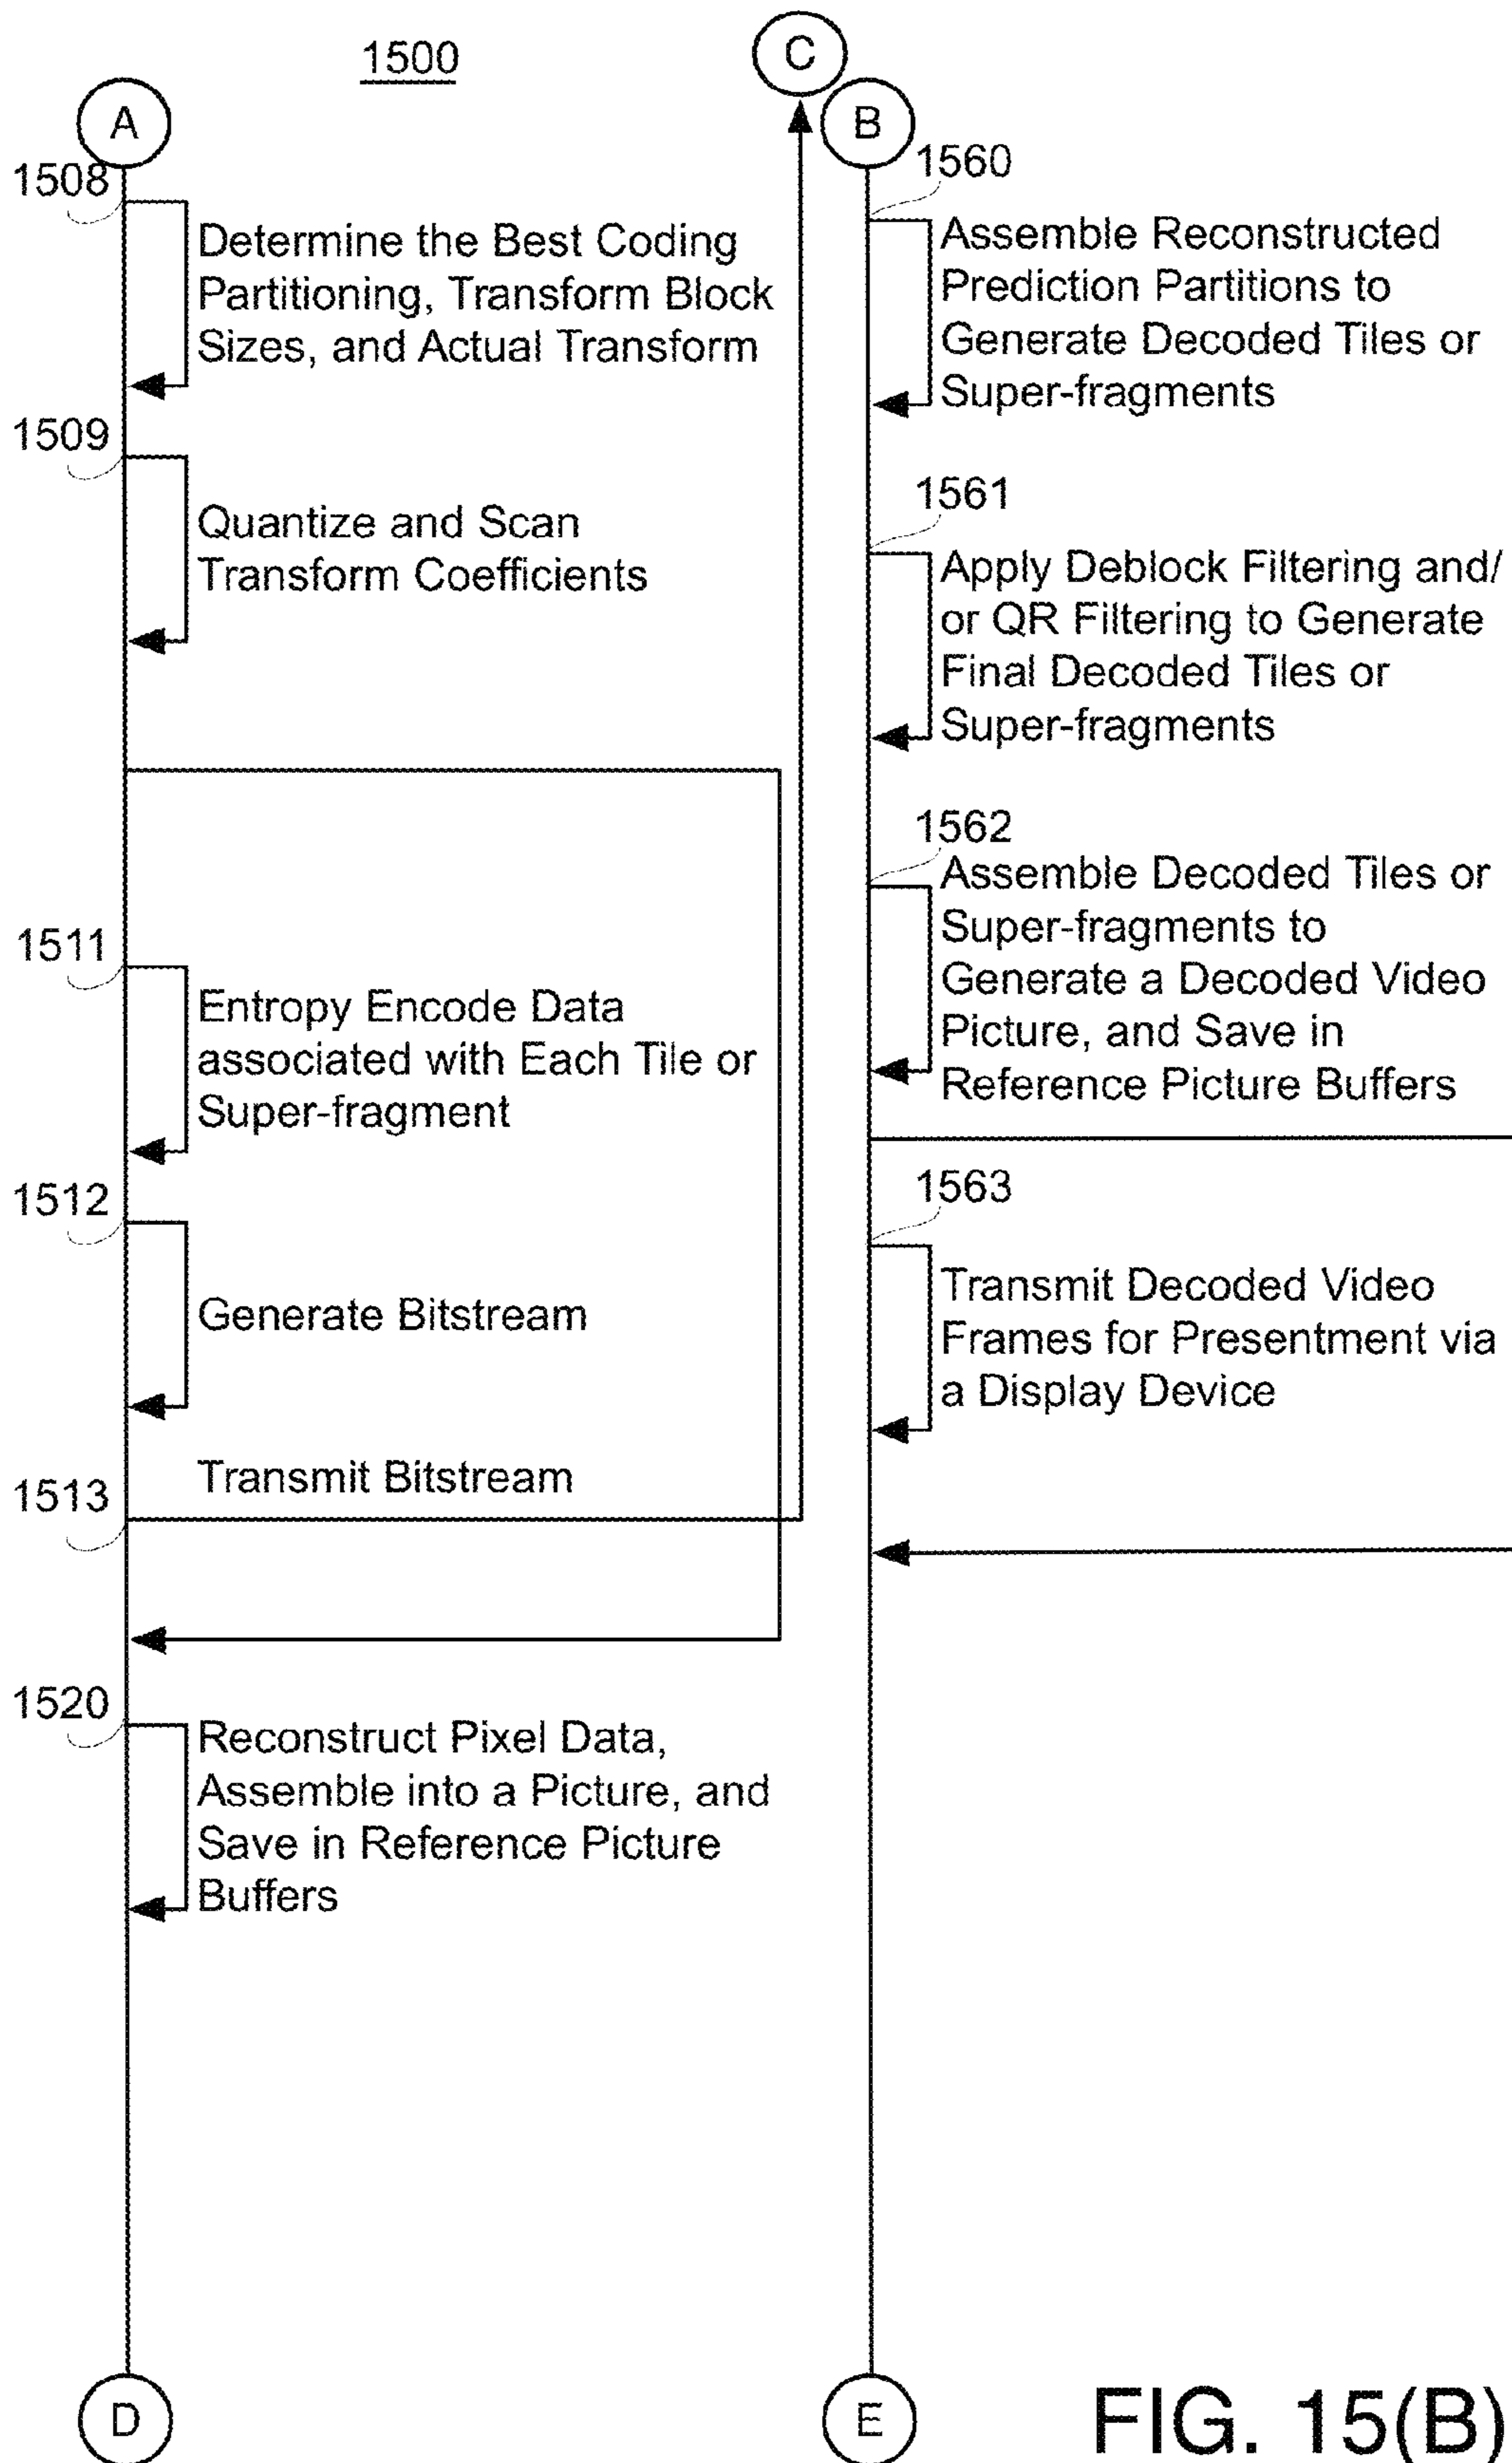 1500
C
A
B
1508
Determine the Best Coding
Partitioning, Transform Block
Sizes, and Actual Transform
1509
Quantize and Scan
Transform Coefficients
1511
Entropy Encode Data
associated with Each Tile or
Super-fragment
1512
Generate Bitstream
Transmit Bitstream
1513
1520
Reconstruct Pixel Data,
Assemble into a Picture, and
Save in Reference Picture
Buffers
D
1560
Assemble Reconstructed
Prediction Partitions to
Generate Decoded Tiles or
Super-fragments
1561
Apply Deblock Filtering and/
or QR Filtering to Generate
Final Decoded Tiles or
Super-fragments
1562
Assemble Decoded Tiles or
Super-fragments to
Generate a Decoded Video
Picture, and Save in
Reference Picture Buffers
1563
Transmit Decoded Video
Frames for Presentment via
a Display Device
E
FIG. 15(B)